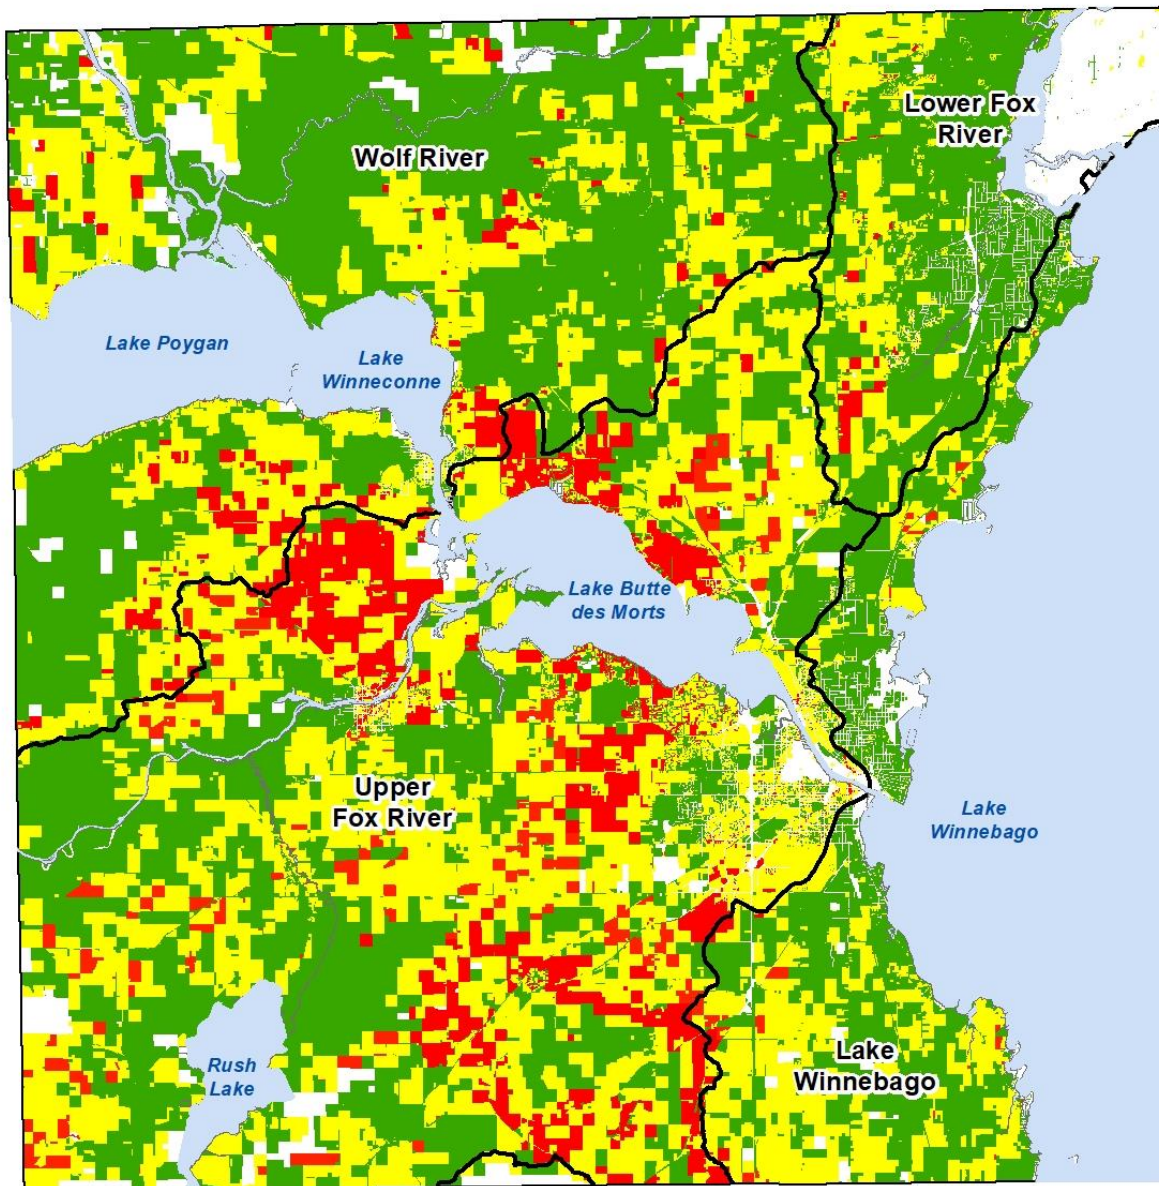 Lower Fox
River
Wolf River
Lake Poygan
Lake
Winneconne
Lake Butte
des Morts
Upper
Fox River
Lake
Winnebago
Rush
Lake
Lake
Winnebago